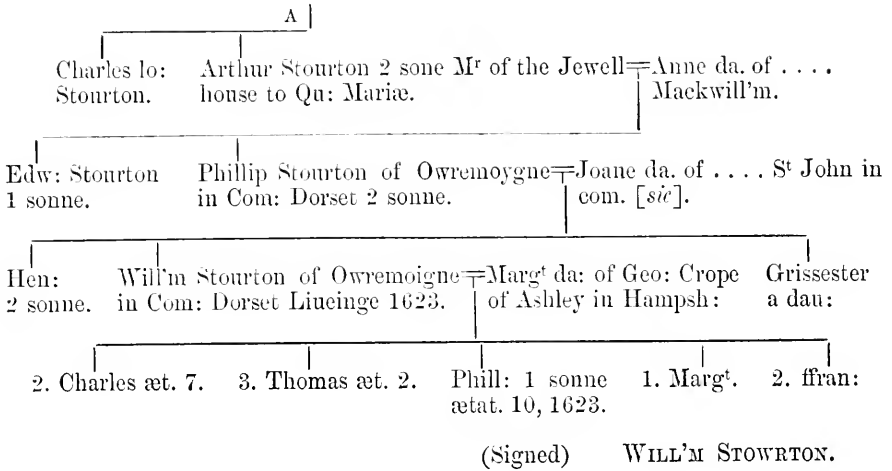 A
Charles lo: Arthur Stourton 2 sone Mʳ of the Jewell=Anne da. of . . . .
Stourton. house to Qu: Mariæ. Mackwill'm.
Edw: Stourton Phillip Stourton of Owremoygne=Joane da. of . . . . Sᵗ John in
1 sonne. in Com: Dorset 2 sonne. com. [sic].
Hen: Will'm Stourton of Owremoigne=Margᵗ da: of Geo: Crope Grissester
2 sonne. in Com: Dorset Liueinge 1623. of Ashley in Hampsh: a dau:
2. Charles æt. 7. 3. Thomas æt. 2. Phill: 1 sonne 1. Margᵗ. 2. ffran:
ætat. 10, 1623.
(Signed) WILL'M STOWRTON.